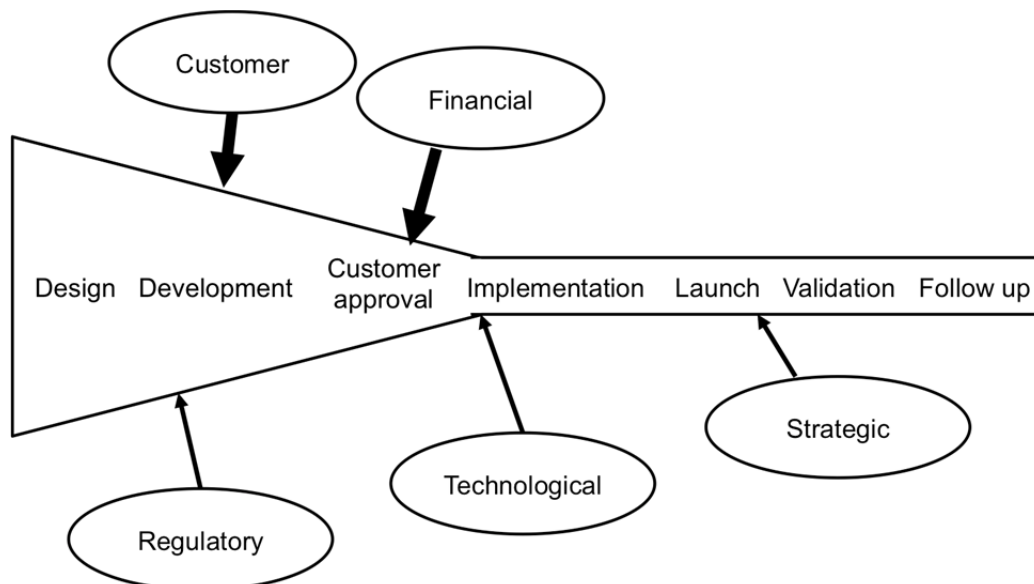 Customer
Financial
Design
Development
Customer
approval
Implementation
Launch
Validation
Follow up
Strategic
Technological
Regulatory